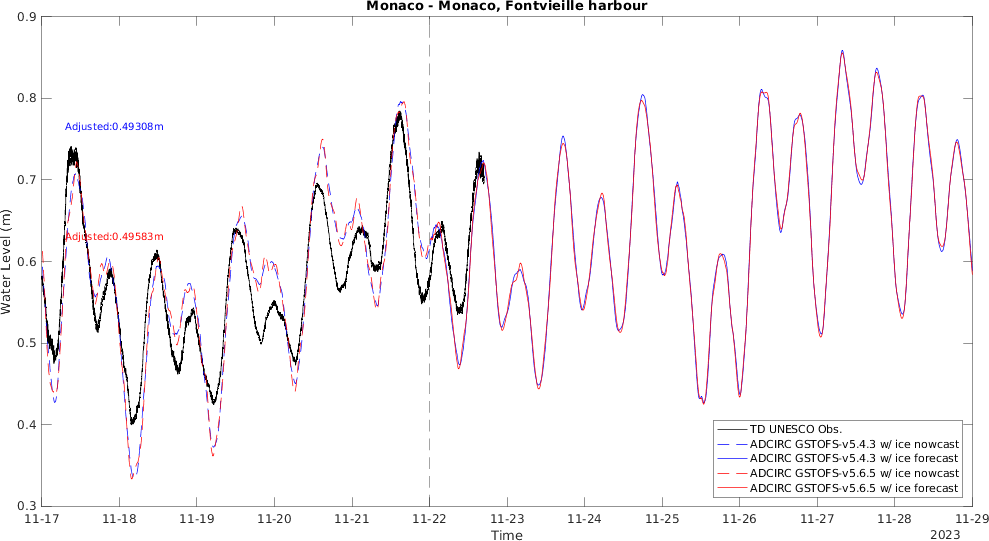 Monaco - Monaco, Fontvieille harbour
0.9
0.8
0.7
0.6
0.5
0.4
0.3
Water Level (m)
Adjusted:0.49308m
Adjusted:0.49583m
TD UNESCO Obs.
ADCIRC GSTOFS-v5.4.3 w/ ice nowcast
ADCIRC GSTOFS-v5.4.3 w/ ice forecast
ADCIRC GSTOFS-v5.6.5 w/ ice nowcast
ADCIRC GSTOFS-v5.6.5 w/ ice forecast
11-17 11-18 11-19 11-20 11-21 11-22 11-23 11-24 11-25 11-26 11-27 11-28 11-29
Time
2023